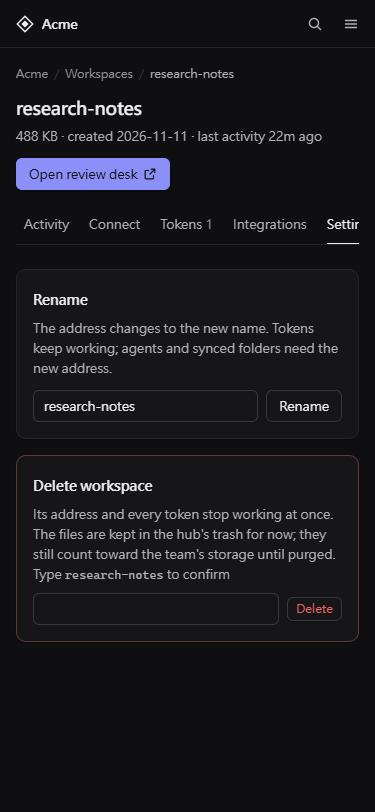 Acme
Acme / Workspaces / research-notes
research-notes
488 KB · created 2026-11-11 · last activity 22m ago
Open review desk
Activity Connect Tokens 1 Integrations Settin
Rename
The address changes to the new name. Tokens
keep working; agents and synced folders need the
new address.
research-notes Rename
Delete workspace
Its address and every token stop working at once.
The files are kept in the hub's trash for now; they
still count toward the team's storage until purged.
Type research-notes to confirm
Delete